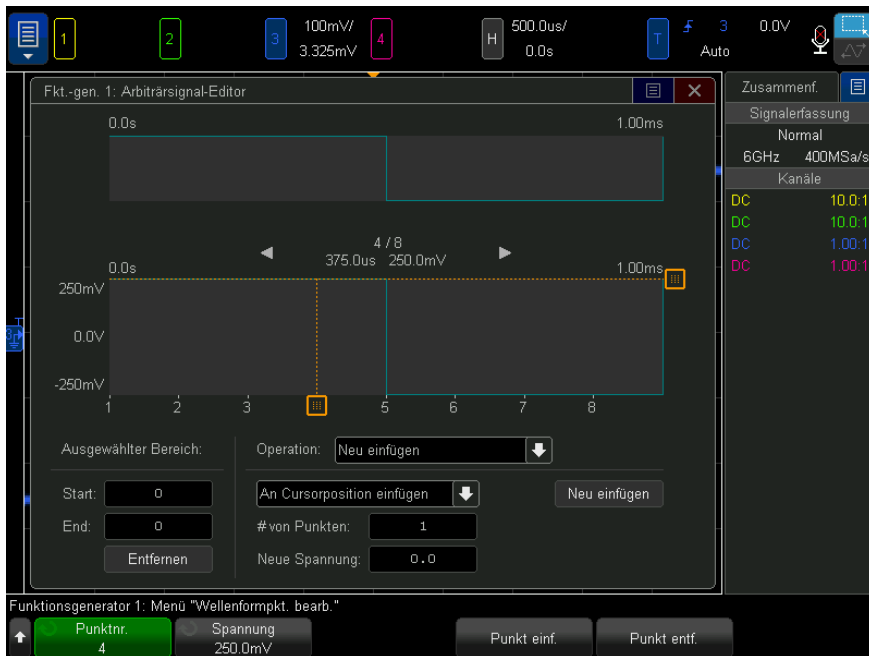 1 2 3 100mV/ 3.325mV 4 H 500.0us/ 0.0s T 3 0.0V Auto
Fkt.-gen. 1: Arbiträrsignal-Editor
0.0s 1.00ms
4 / 8
375.0us 250.0mV
0.0s 1.00ms
250mV
0.0V
-250mV
1 2 3 5 6 7 8
Ausgewählter Bereich:
Start: 0
End: 0
Entfernen
Operation: Neu einfügen
An Cursorposition einfügen
Neu einfügen
# von Punkten: 1
Neue Spannung: 0.0
Zusammenf.
Signalerfassung
Normal
6GHz 400MSa/s
Kanäle
DC 10.0:1
DC 10.0:1
DC 1.00:1
DC 1.00:1
Funktionsgenerator 1: Menü "Wellenformpkt. bearb."
Punktnr.
4
Spannung
250.0mV
Punkt einf.
Punkt entf.